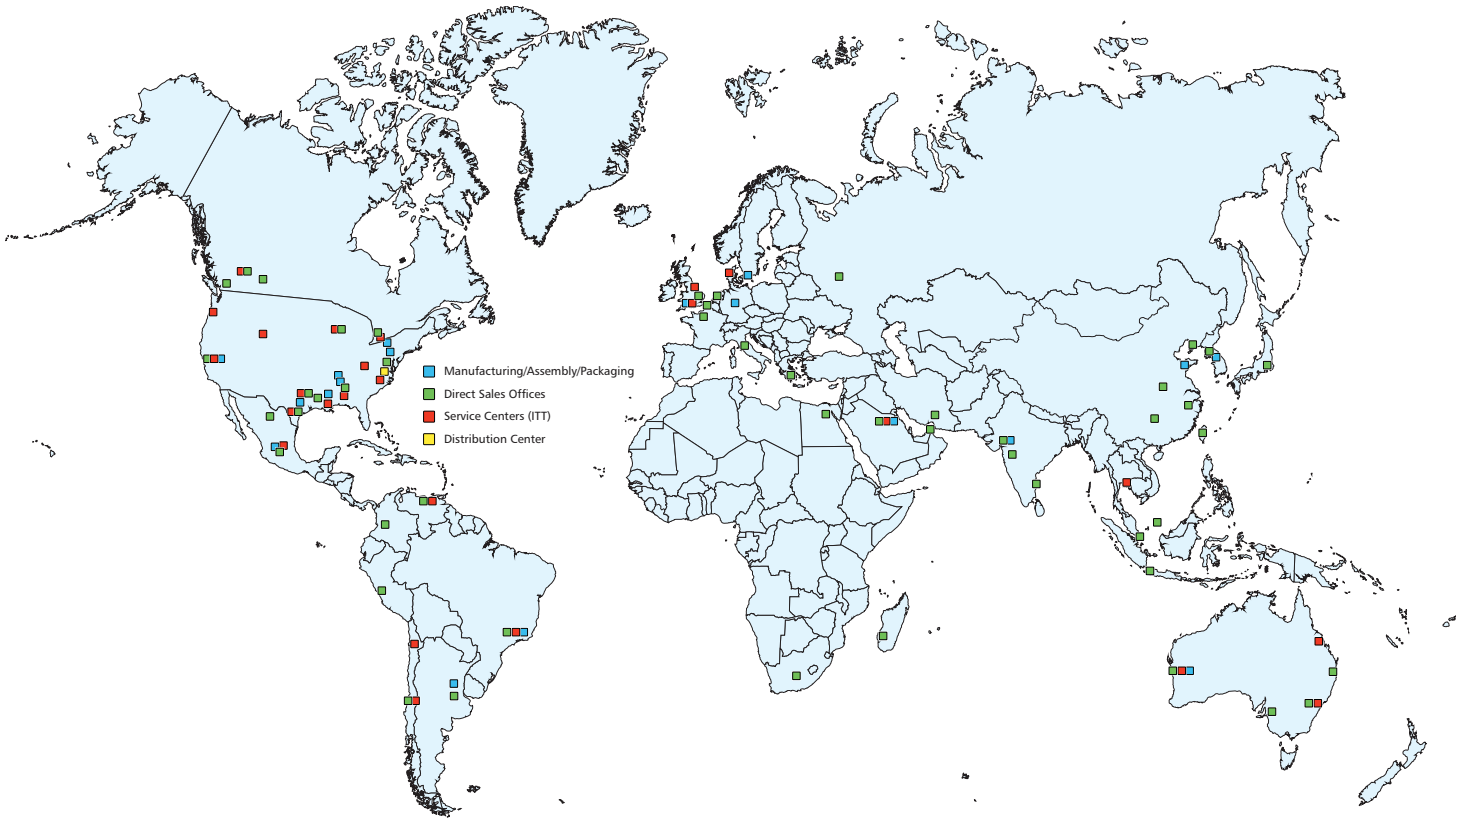 Manufacturing/Assembly/Packaging
Direct Sales Offices
Service Centers (ITT)
Distribution Center